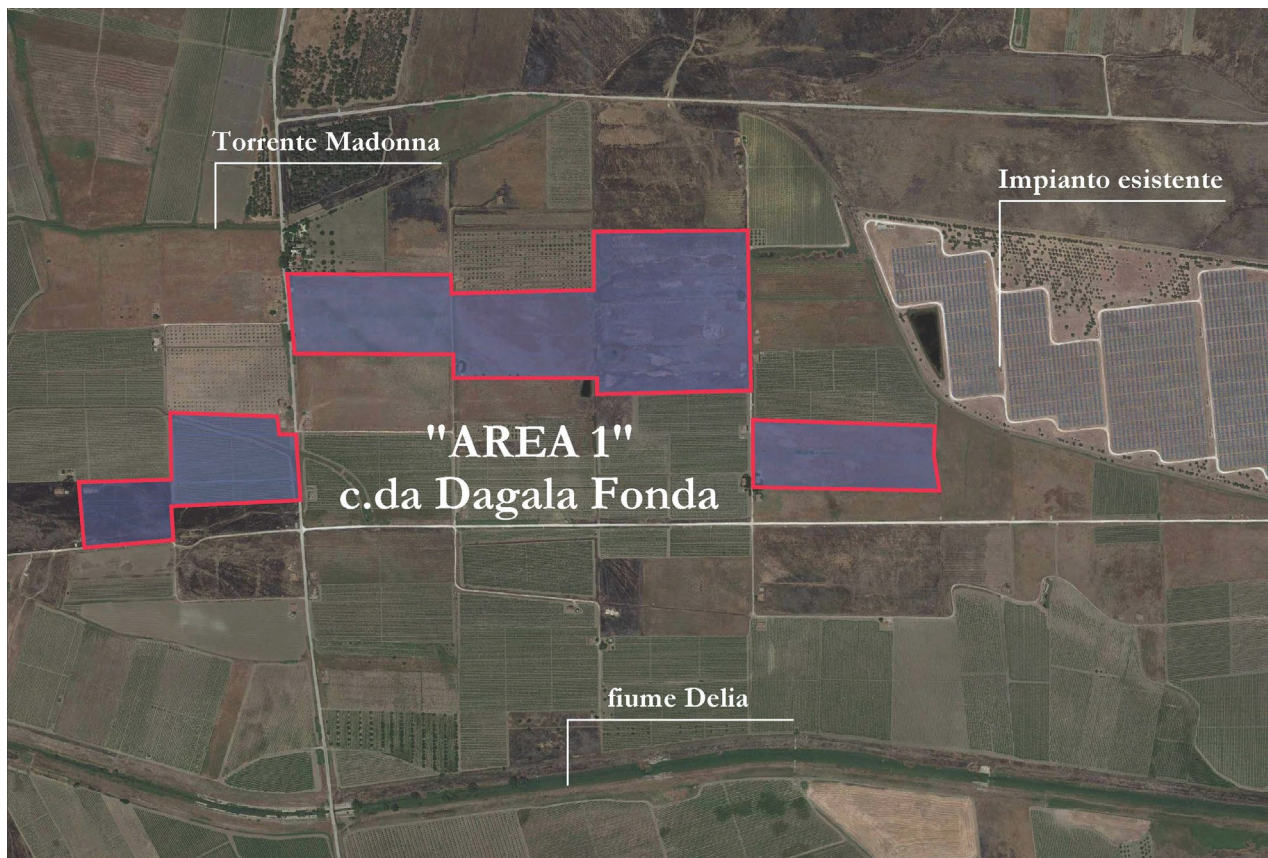 Torrente Madonna
Impianto esistente
"AREA 1"
c.da Dagala Fonda
fiume Delia